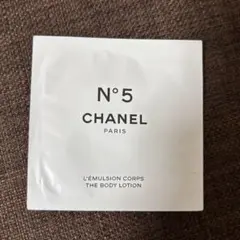 N°5
CHANEL
PARIS
L'ÉMULSION CORPS
THE BODY LOTION